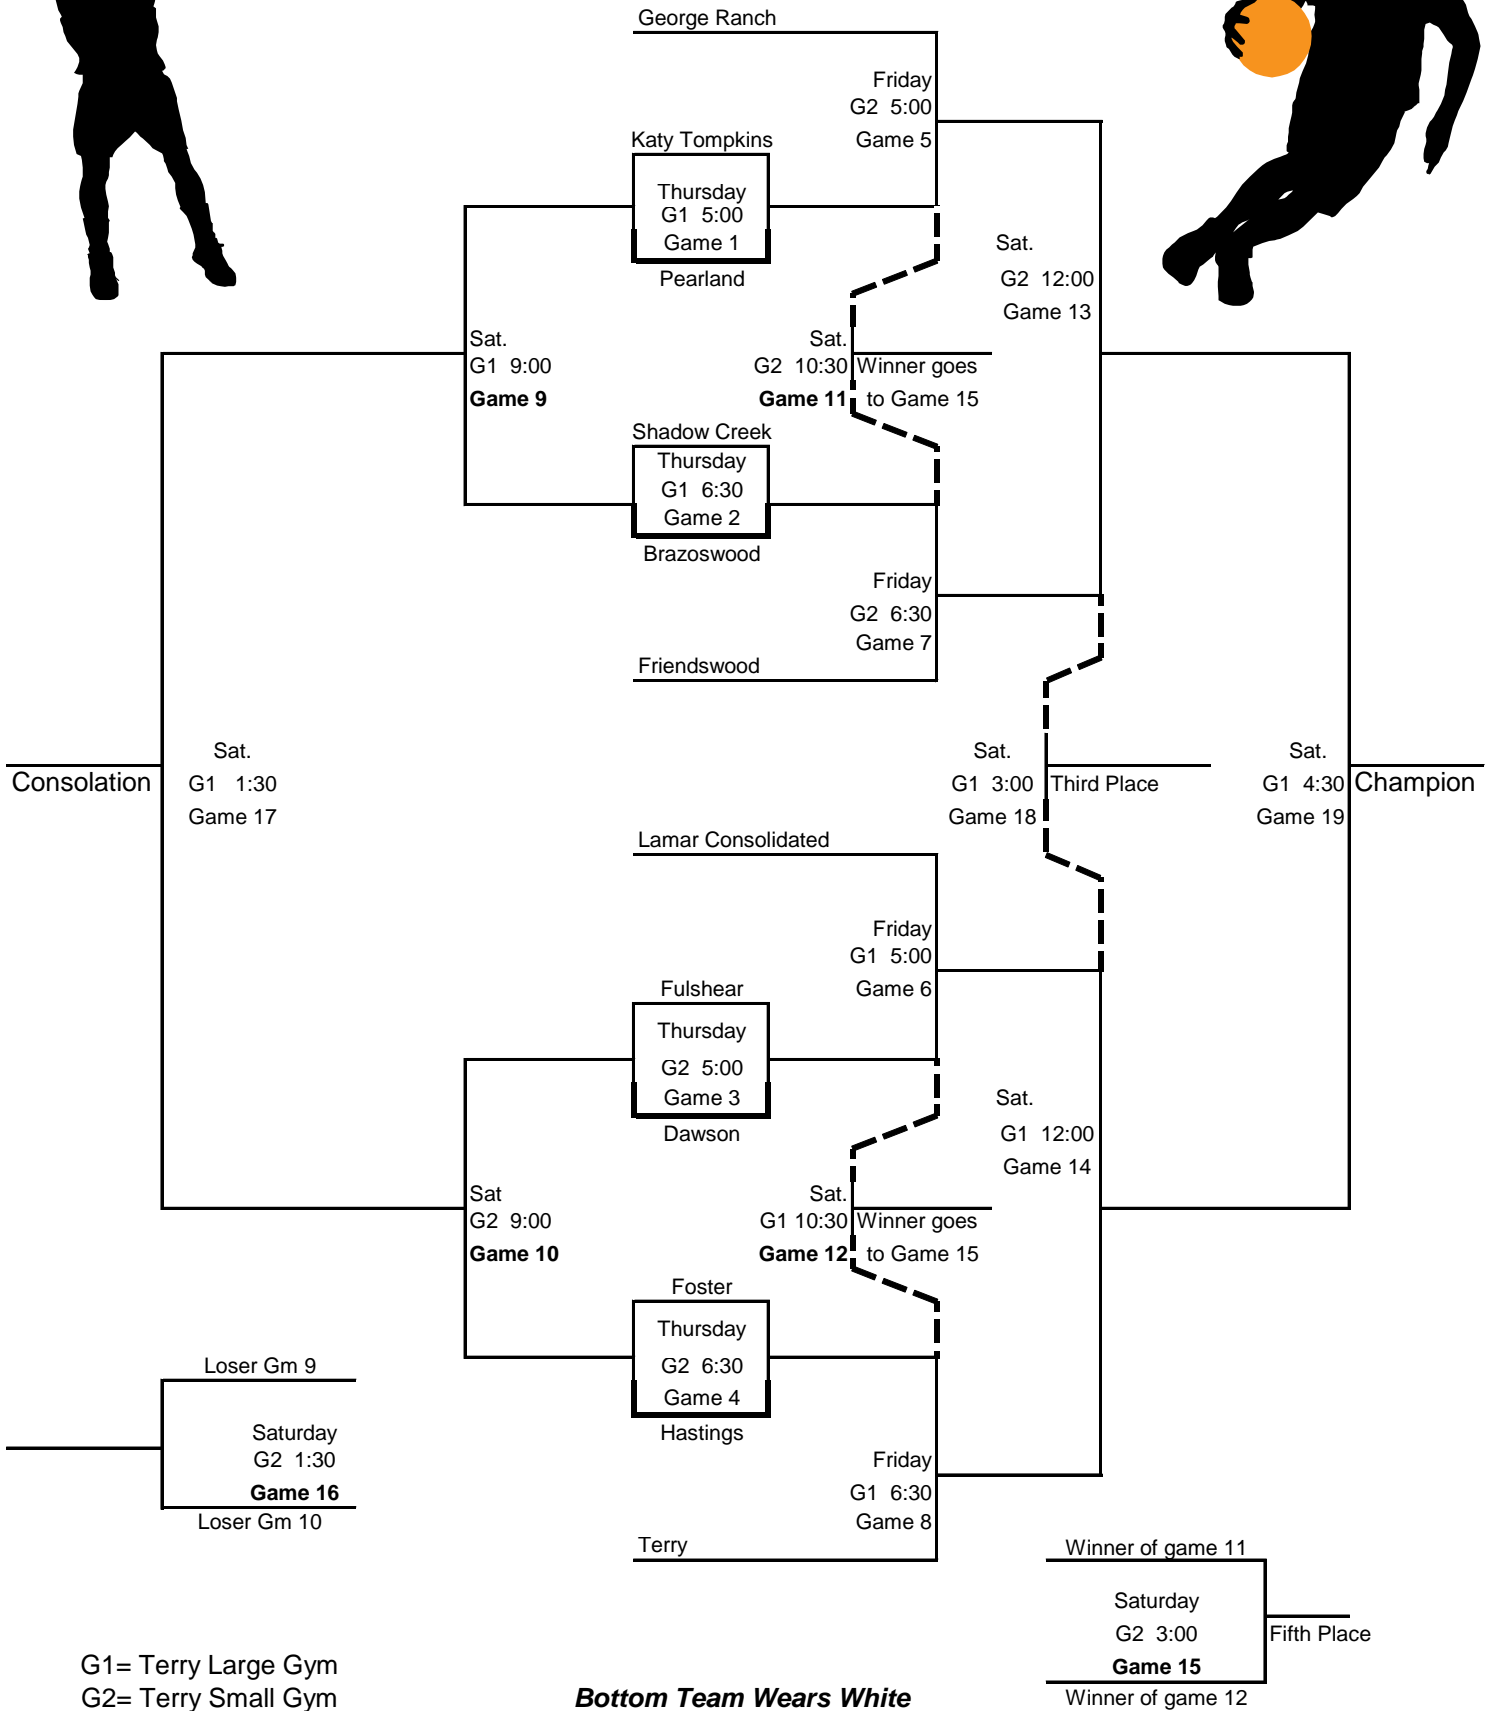 George Ranch
Friday
G2 5:00
Game 5
Katy Tompkins
Thursday
G1 5:00
Game 1
Pearland
Sat.
G2 12:00
Game 13
Sat.
G1 9:00
Game 9
Sat.
G2 10:30
Game 11
Winner goes
to Game 15
Shadow Creek
Thursday
G1 6:30
Game 2
Brazoswood
Friday
G2 6:30
Game 7
Friendswood
Consolation
Sat.
G1 1:30
Game 17
Sat.
G1 3:00
Game 18
Third Place
Sat.
G1 4:30
Game 19
Champion
Lamar Consolidated
Friday
G1 5:00
Game 6
Fulshear
Thursday
G2 5:00
Game 3
Dawson
Sat.
G1 12:00
Game 14
Sat
G2 9:00
Game 10
Sat.
G1 10:30
Game 12
Winner goes
to Game 15
Foster
Thursday
G2 6:30
Game 4
Hastings
Loser Gm 9
Saturday
G2 1:30
Game 16
Loser Gm 10
Friday
G1 6:30
Game 8
Terry
Winner of game 11
Saturday
G2 3:00
Game 15
Fifth Place
Winner of game 12
G1= Terry Large Gym
G2= Terry Small Gym
Bottom Team Wears White